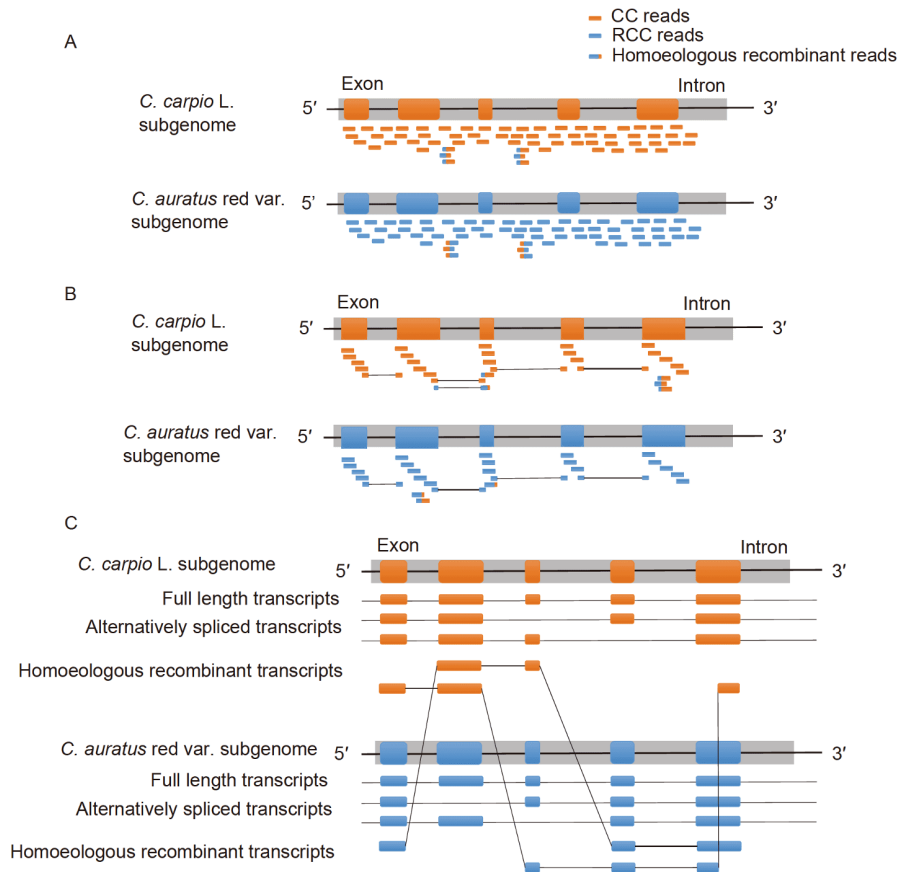 CC reads
RCC reads
Homoeologous recombinant reads
A
Exon
Intron
C. carpio L.
subgenome
5′
3′
C. auratus red var.
subgenome
5'
3′
B
Exon
Intron
C. carpio L.
subgenome
5′
3′
C. auratus red var.
subgenome
5′
3′
C
Exon
Intron
C. carpio L. subgenome
5′
3′
Full length transcripts
Alternatively spliced transcripts
Homoeologous recombinant transcripts
C. auratus red var. subgenome
5′
3′
Full length transcripts
Alternatively spliced transcripts
Homoeologous recombinant transcripts